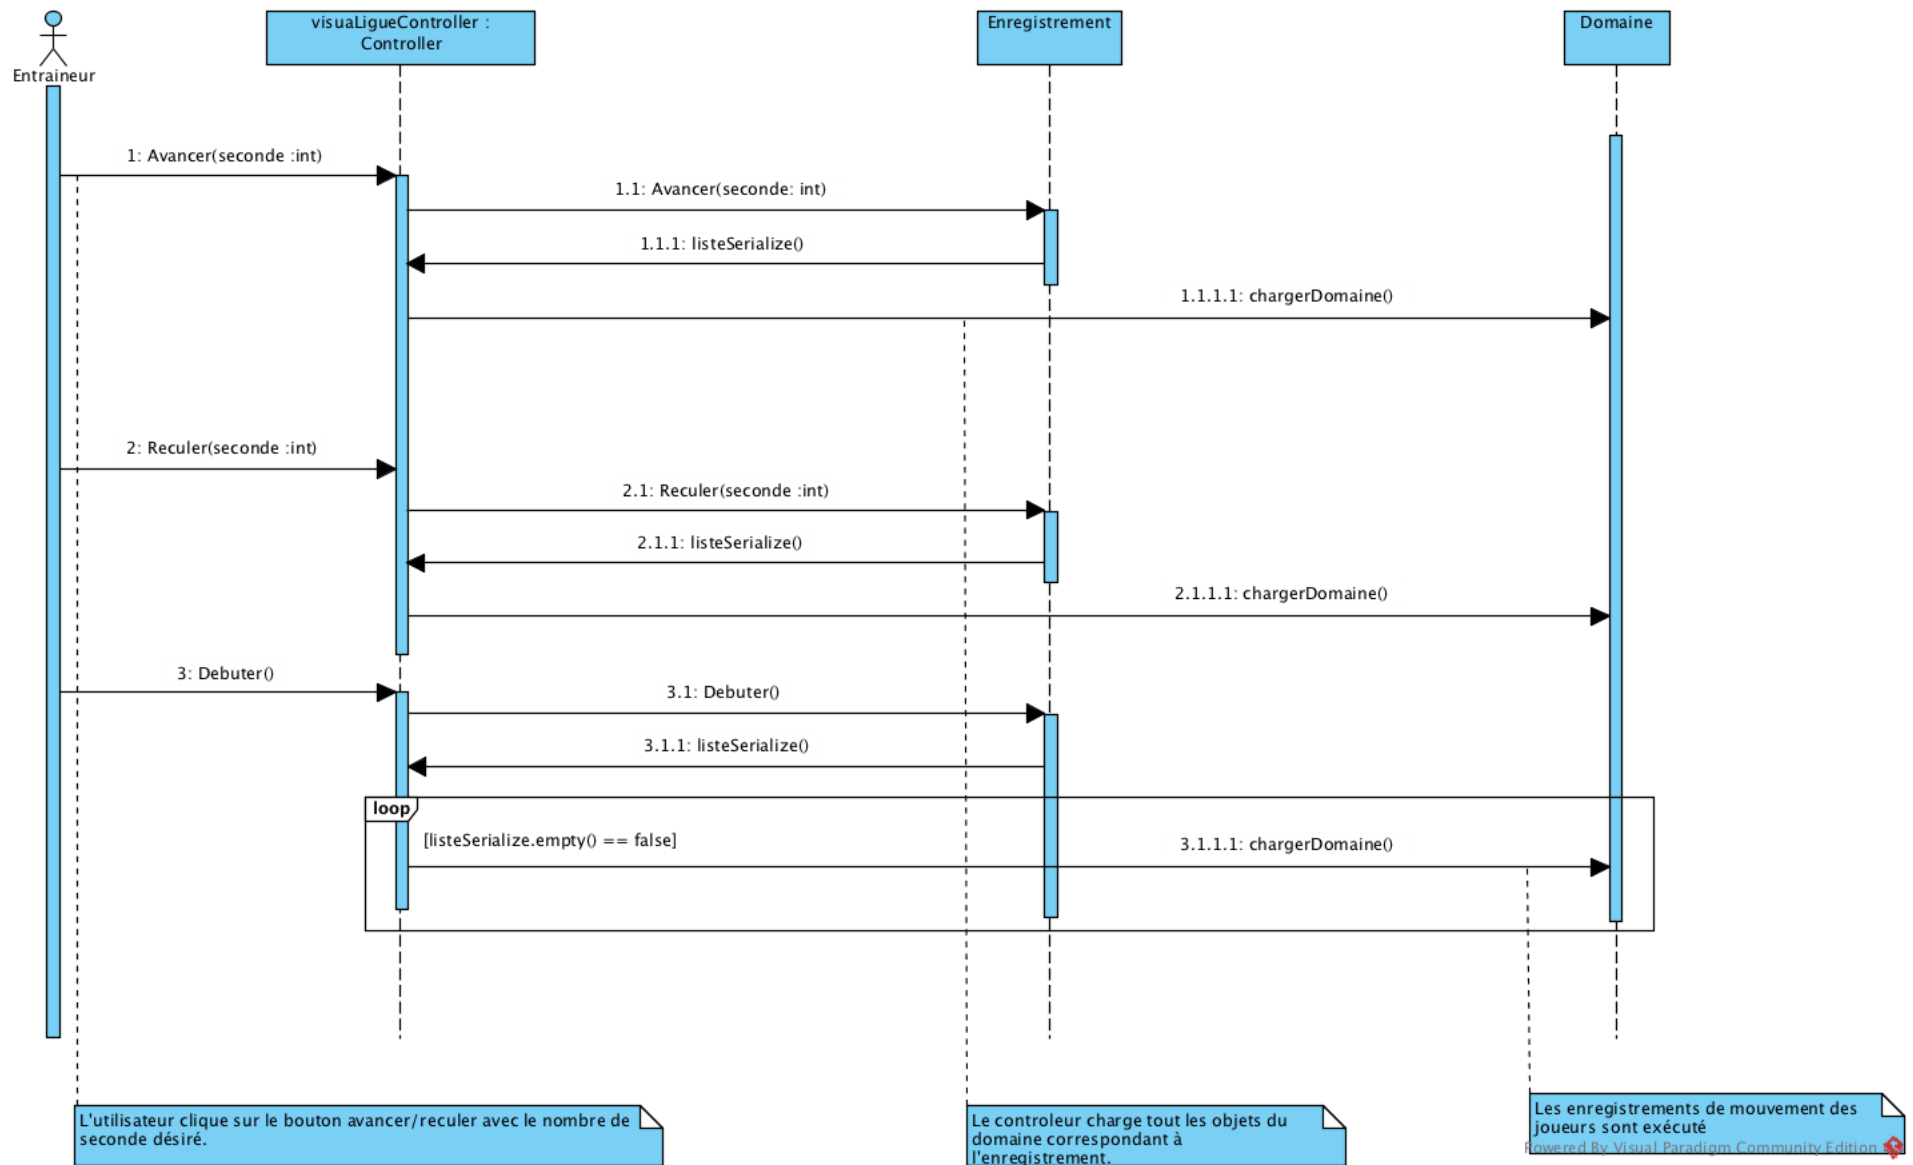 visuaLigueController :
Controller
Enregistrement
Domaine
Entraineur
1: Avancer(seconde :int)
1.1: Avancer(seconde: int)
1.1.1: listeSerialize()
1.1.1.1: chargerDomaine()
2: Reculer(seconde :int)
2.1: Reculer(seconde :int)
2.1.1: listeSerialize()
2.1.1.1: chargerDomaine()
3: Debuter()
3.1: Debuter()
3.1.1: listeSerialize()
loop
[listeSerialize.empty() == false]
3.1.1.1: chargerDomaine()
L'utilisateur clique sur le bouton avancer/reculer avec le nombre de
seconde désiré.
Le controleur charge tout les objets du
domaine correspondant à
l'enregistrement.
Les enregistrements de mouvement des
joueurs sont exécuté
Powered By Visual Paradigm Community Edition